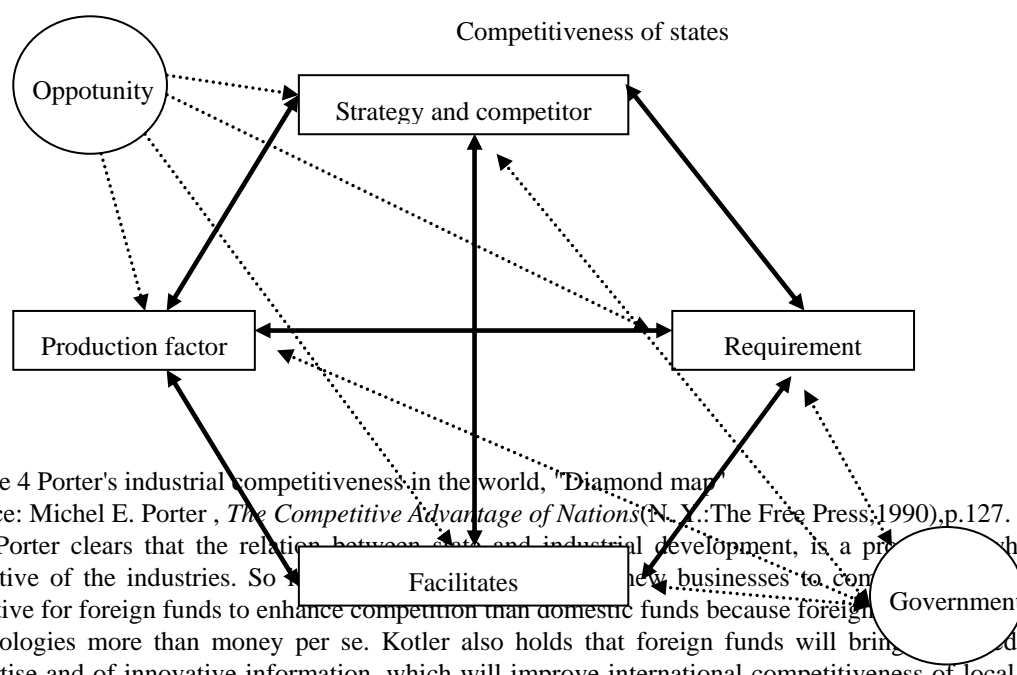 Competitiveness of states
Oppotunity
Strategy and competitor
Production factor
Requirement
e 4 Porter's industrial competitiveness in the world, "Diamond map"
ce: Michel E. Porter , The Competitive Advantage of Nations(N. Y.:The Free Press,1990),p.127.
Porter clears that the relation between state and industrial development, is a
tive of the industries. So new businesses to
Facilitates
Government
tive for foreign funds to enhance competition than domestic funds because foreign
ologies more than money per se. Kotler also holds that foreign funds will bring
rtise and of innovative information, which will improve international competitiveness of local